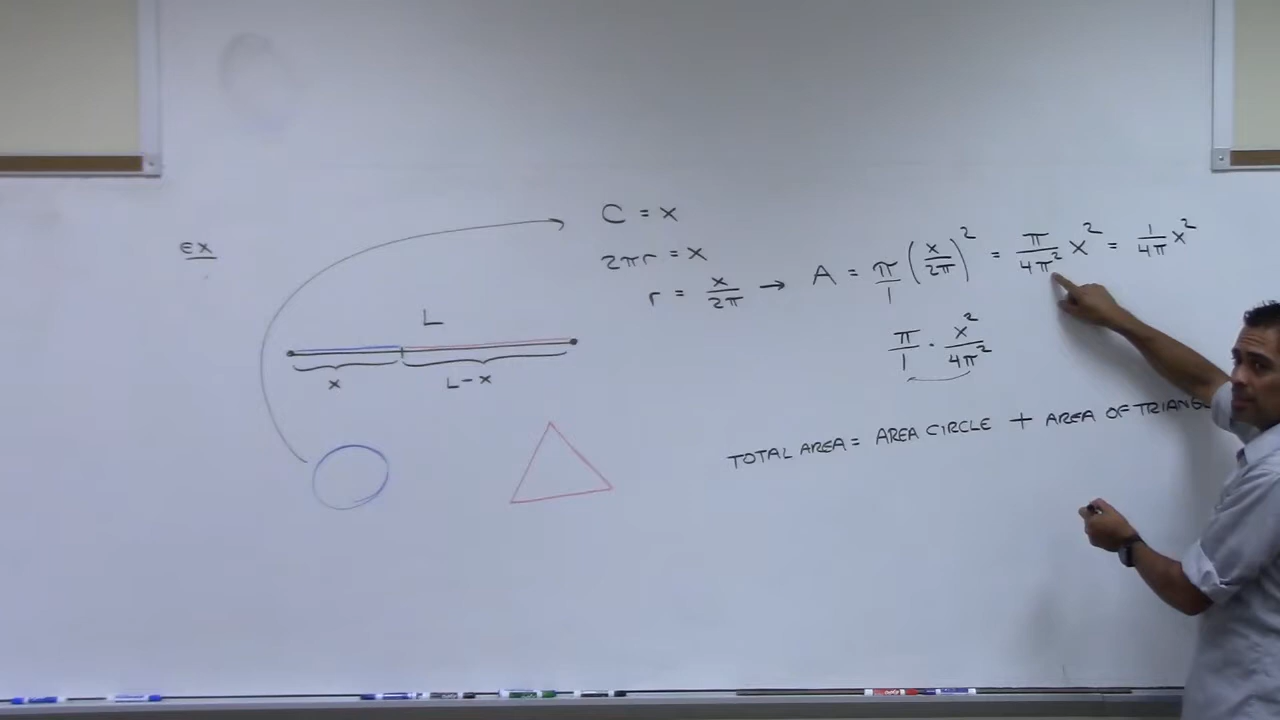 EX
L
x L-x
C = x
2πr = x
r = x/2π → A = π/1 (x/2π)² = π/4π² x² = 1/4π x²
π/1 · x²/4π²
TOTAL AREA = AREA CIRCLE + AREA OF